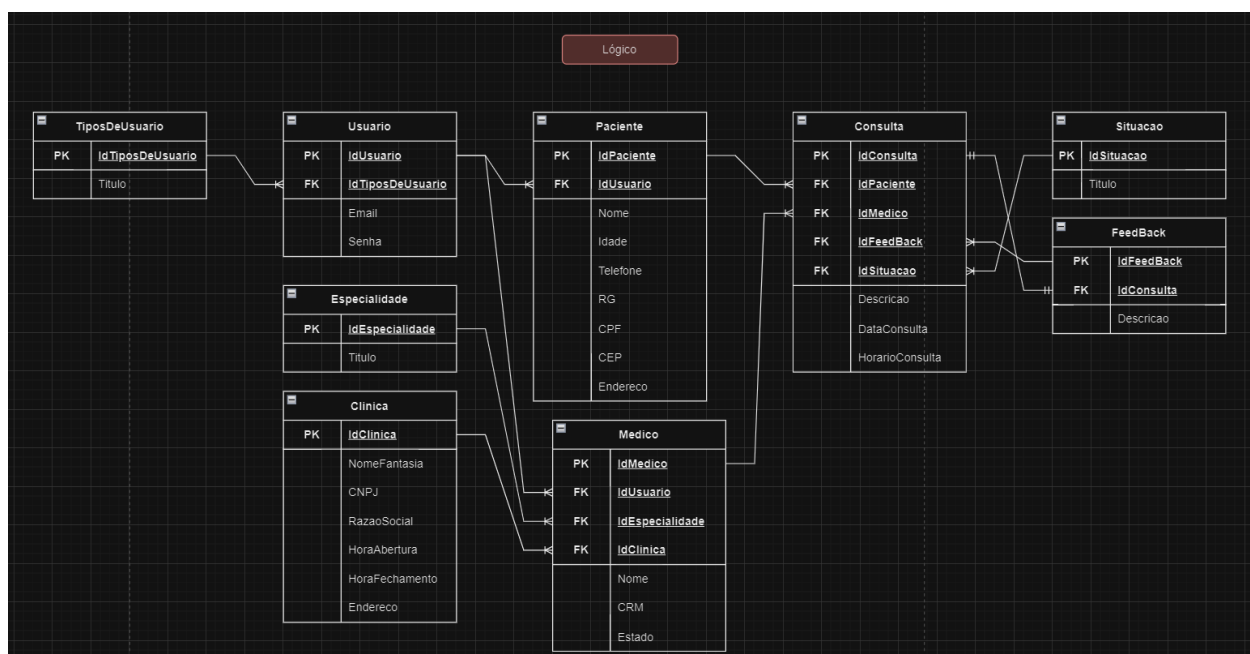 Lógico
TiposDeUsuario
PK IdTiposDeUsuario
Titulo
Usuario
PK IdUsuario
FK IdTiposDeUsuario
Email
Senha
Paciente
PK IdPaciente
FK IdUsuario
Nome
Idade
Telefone
RG
CPF
CEP
Endereco
Consulta
PK IdConsulta
FK IdPaciente
FK IdMedico
FK IdFeedBack
FK IdSituacao
Descricao
DataConsulta
HorarioConsulta
Situacao
PK IdSituacao
Titulo
FeedBack
PK IdFeedBack
FK IdConsulta
Descricao
Especialidade
PK IdEspecialidade
Titulo
Clinica
PK IdClinica
NomeFantasia
CNPJ
RazaoSocial
HoraAbertura
HoraFechamento
Endereco
Medico
PK IdMedico
FK IdUsuario
FK IdEspecialidade
FK IdClinica
Nome
CRM
Estado